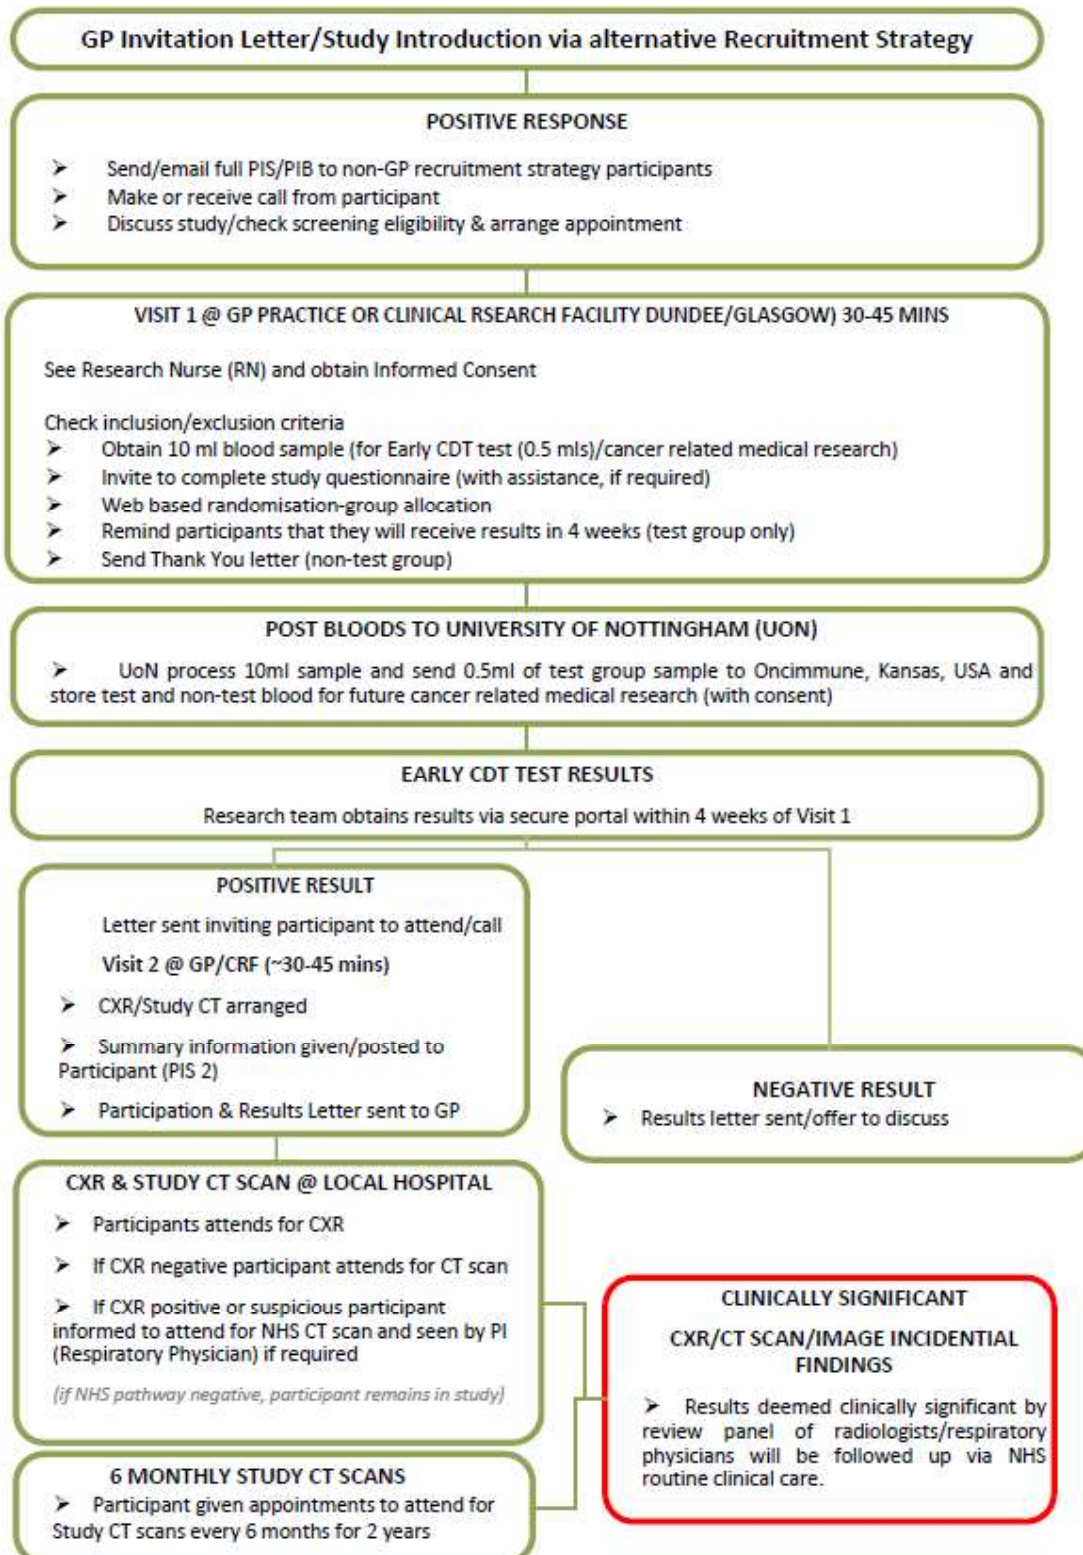 GP Invitation Letter/Study Introduction via alternative Recruitment Strategy
POSITIVE RESPONSE
➢ Send/email full PIS/PIB to non-GP recruitment strategy participants
➢ Make or receive call from participant
➢ Discuss study/check screening eligibility & arrange appointment
VISIT 1 @ GP PRACTICE OR CLINICAL RSEARCH FACILITY DUNDEE/GLASGOW) 30-45 MINS
See Research Nurse (RN) and obtain Informed Consent
Check inclusion/exclusion criteria
➢ Obtain 10 ml blood sample (for Early CDT test (0.5 mls)/cancer related medical research)
➢ Invite to complete study questionnaire (with assistance, if required)
➢ Web based randomisation-group allocation
➢ Remind participants that they will receive results in 4 weeks (test group only)
➢ Send Thank You letter (non-test group)
POST BLOODS TO UNIVERSITY OF NOTTINGHAM (UON)
➢ UoN process 10ml sample and send 0.5ml of test group sample to Oncimmune, Kansas, USA and
store test and non-test blood for future cancer related medical research (with consent)
EARLY CDT TEST RESULTS
Research team obtains results via secure portal within 4 weeks of Visit 1
POSITIVE RESULT
Letter sent inviting participant to attend/call
Visit 2 @ GP/CRF (~30-45 mins)
➢ CXR/Study CT arranged
➢ Summary information given/posted to
Participant (PIS 2)
➢ Participation & Results Letter sent to GP
NEGATIVE RESULT
➢ Results letter sent/offer to discuss
CXR & STUDY CT SCAN @ LOCAL HOSPITAL
➢ Participants attends for CXR
➢ If CXR negative participant attends for CT scan
➢ If CXR positive or suspicious participant
informed to attend for NHS CT scan and seen by PI
(Respiratory Physician) if required
(if NHS pathway negative, participant remains in study)
CLINICALLY SIGNIFICANT
CXR/CT SCAN/IMAGE INCIDENTIAL
FINDINGS
➢ Results deemed clinically significant by
review panel of radiologists/respiratory
physicians will be followed up via NHS
routine clinical care.
6 MONTHLY STUDY CT SCANS
➢ Participant given appointments to attend for
Study CT scans every 6 months for 2 years